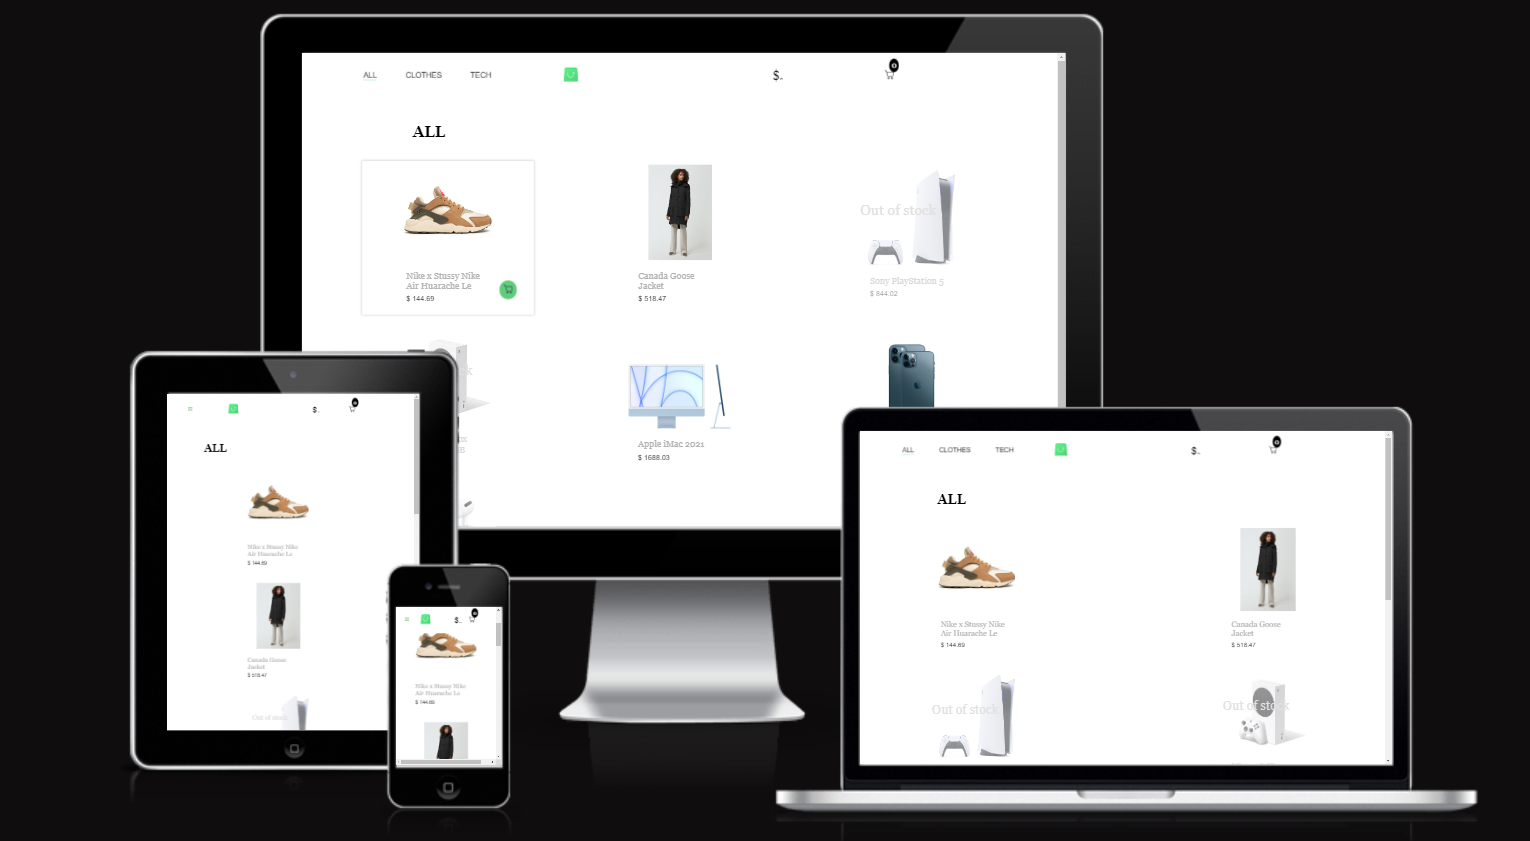 ALL CLOTHES TECH
$
0
ALL
Out of stock
Nike x Stussy Nike
Air Huarache Le
$ 144.69
Canada Goose
Jacket
$ 518.47
Sony PlayStation 5
$ 844.02
Apple iMac 2021
$ 1688.03
$
0
ALL
Nike x Stussy Nike
Air Huarache Le
$ 144.69
Canada Goose
Jacket
$ 518.47
Out of stock
$
0
Nike x Stussy Nike
Air Huarache Le
$ 144.69
ALL CLOTHES TECH
$
0
ALL
Nike x Stussy Nike
Air Huarache Le
$ 144.69
Canada Goose
Jacket
$ 518.47
Out of stock
Out of stock